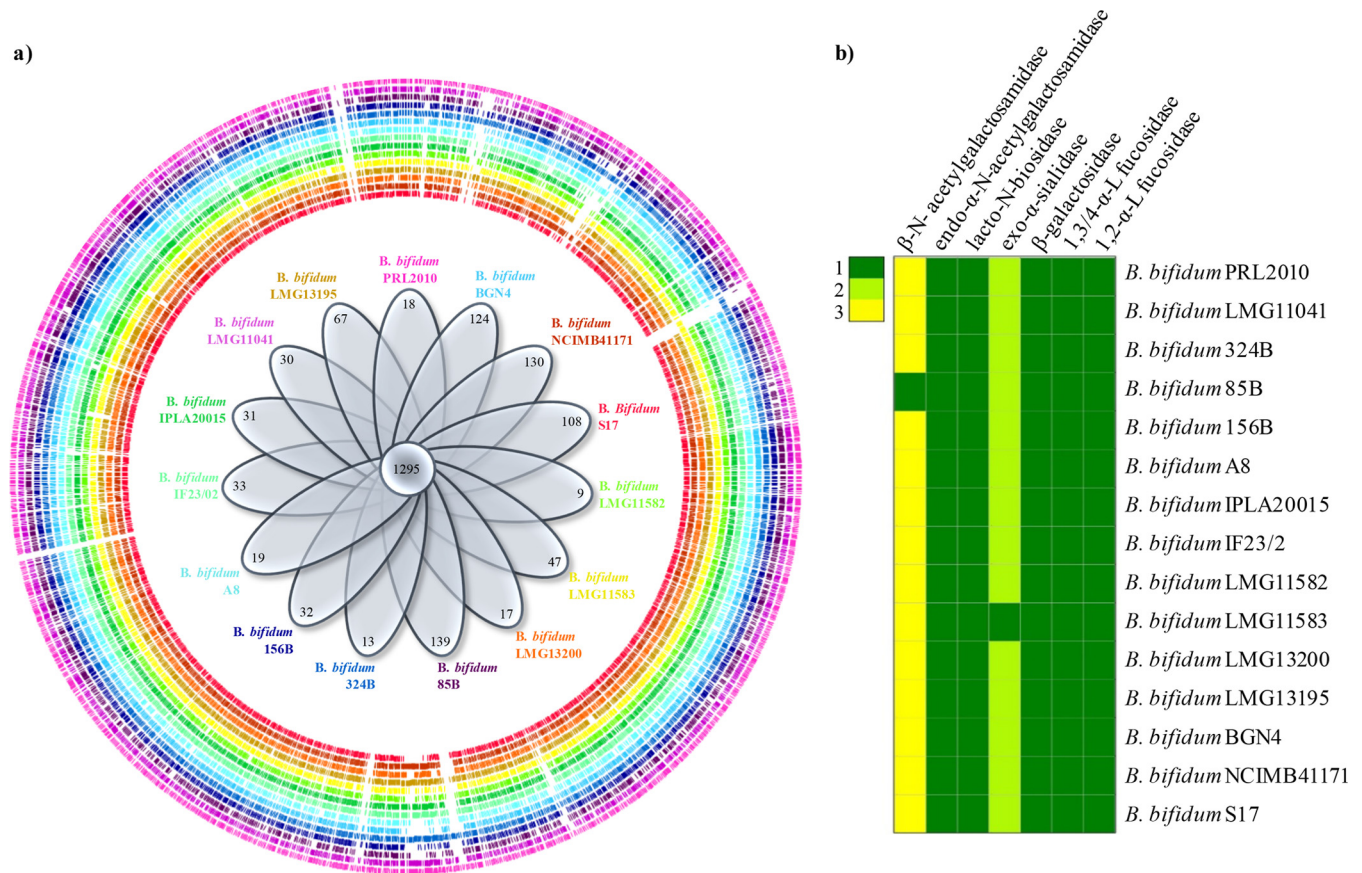 a)
B. bifidum
PRL2010
18
B. bifidum
BGN4
124
B. bifidum
NCIMB41171
130
B. Bifidum
S17
108
B. bifidum
LMG11582
9
B. bifidum
LMG11583
47
B. bifidum
LMG13200
17
B. bifidum
85B
139
B. bifidum
324B
13
B. bifidum
156B
32
B. bifidum
A8
19
B. bifidum
IF23/02
33
B. bifidum
IPLA20015
31
B. bifidum
LMG11041
30
B. bifidum
LMG13195
67
1295
b)
β-N- acetylgalactosamidase
endo-α-N-acetylgalactosamidase
lacto-N-biosidase
exo-α-sialidase
β-galactosidase
1,3/4-α-L fucosidase
1,2-α-L fucosidase
1
2
3
B. bifidum PRL2010
B. bifidum LMG11041
B. bifidum 324B
B. bifidum 85B
B. bifidum 156B
B. bifidum A8
B. bifidum IPLA20015
B. bifidum IF23/2
B. bifidum LMG11582
B. bifidum LMG11583
B. bifidum LMG13200
B. bifidum LMG13195
B. bifidum BGN4
B. bifidum NCIMB41171
B. bifidum S17